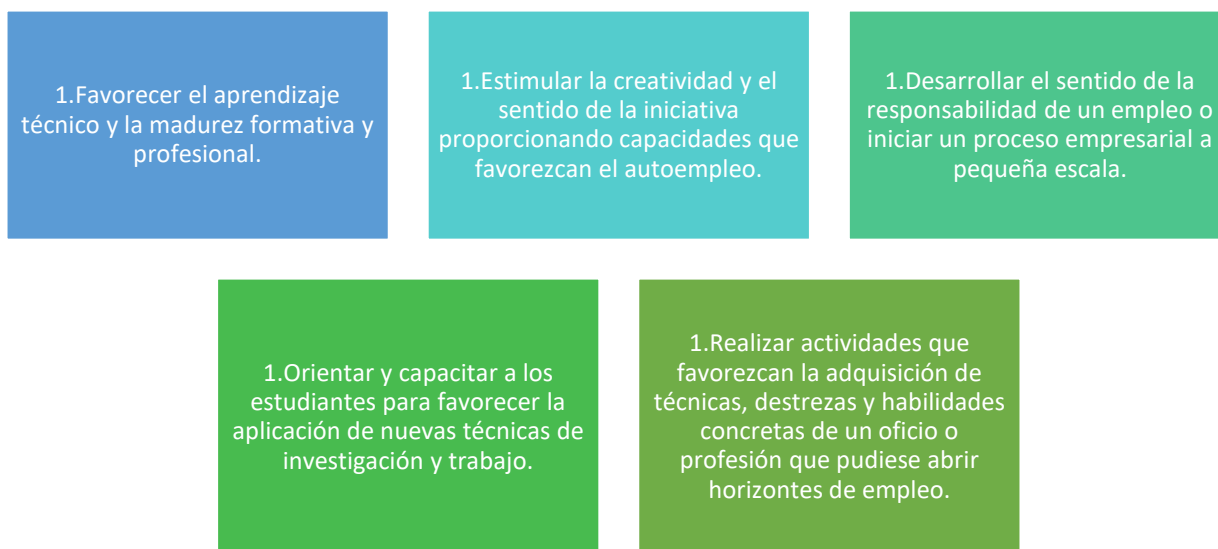 1.Favorecer el aprendizaje
técnico y la madurez formativa y
profesional.
1.Estimular la creatividad y el
sentido de la iniciativa
proporcionando capacidades que
favorezcan el autoempleo.
1.Desarrollar el sentido de la
responsabilidad de un empleo o
iniciar un proceso empresarial a
pequeña escala.
1.Orientar y capacitar a los
estudiantes para favorecer la
aplicación de nuevas técnicas de
investigación y trabajo.
1.Realizar actividades que
favorezcan la adquisición de
técnicas, destrezas y habilidades
concretas de un oficio o
profesión que pudiese abrir
horizontes de empleo.